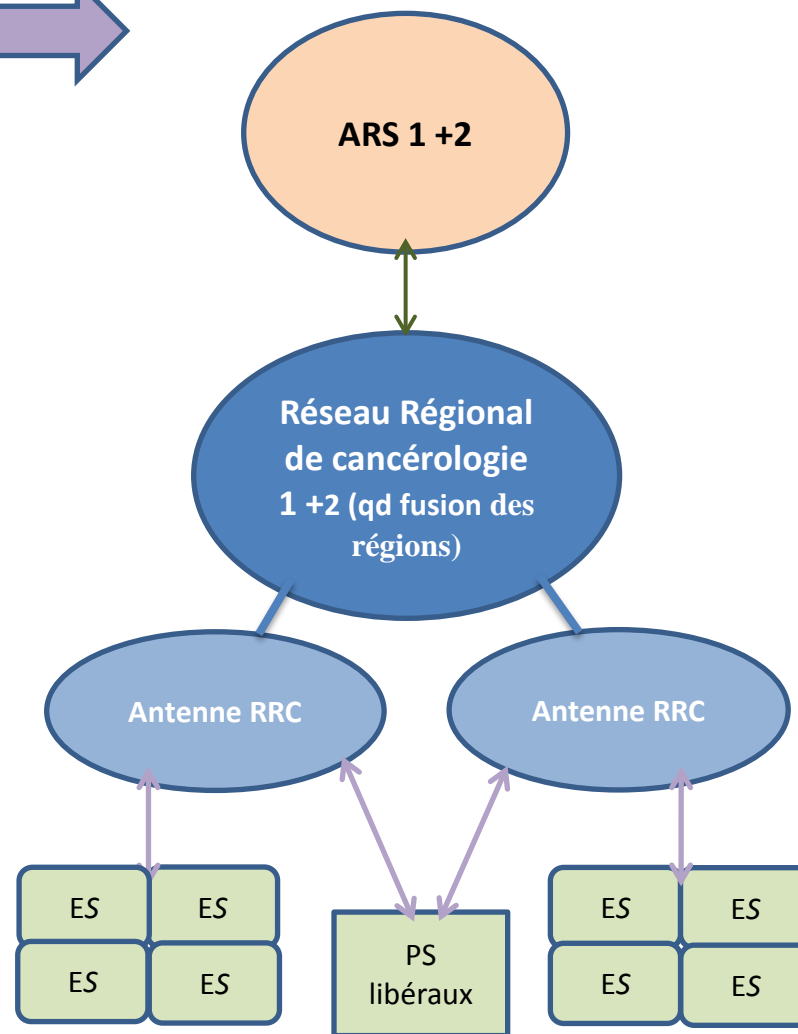 ARS 1 +2
Réseau Régional
de cancérologie
1 +2 (qd fusion des
régions)
Antenne RRC
Antenne RRC
ES
ES
ES
ES
PS
libéraux
ES
ES
ES
ES